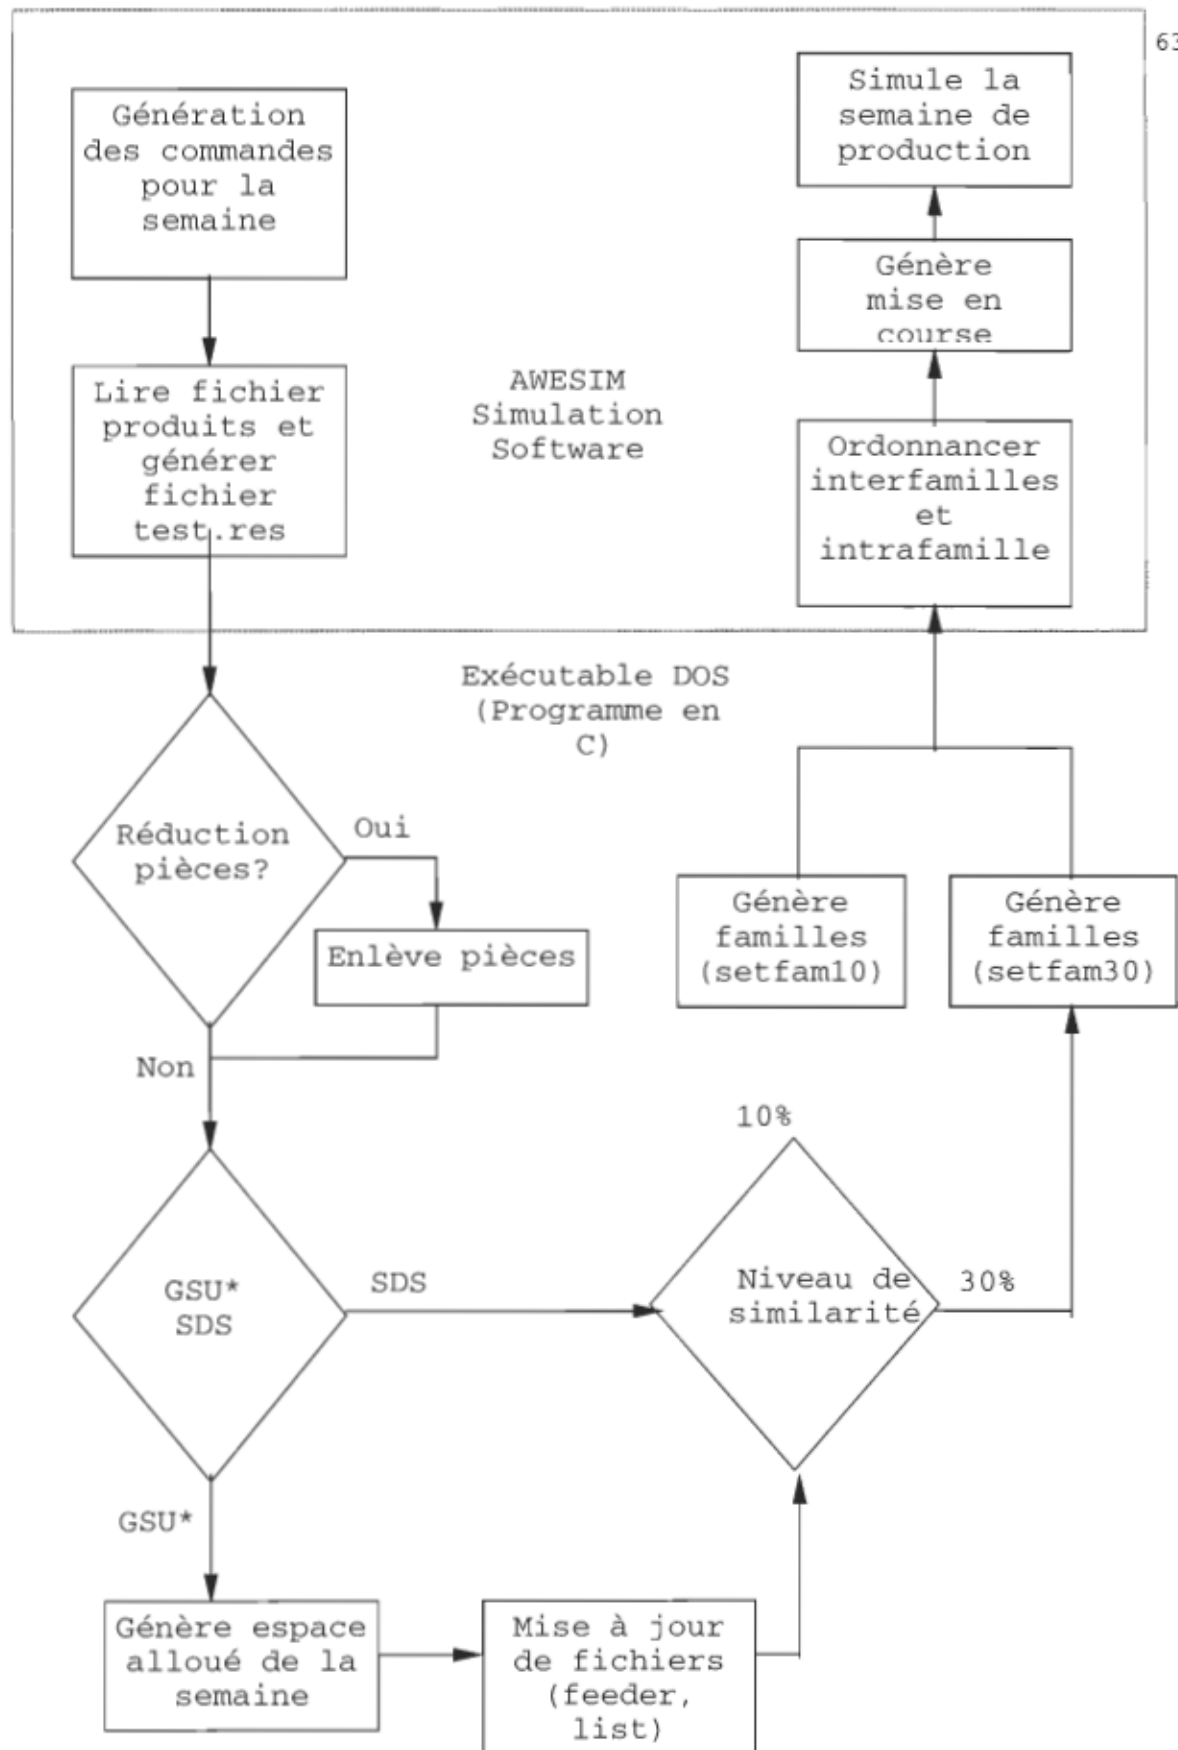 63
Génération
des commandes
pour la
semaine
Lire fichier
produits et
générer
fichier
test.res
AWESIM
Simulation
Software
Simule la
semaine de
production
Génère
mise en
course
Ordonnancer
interfamilles
et
intrafamille
Exécutable DOS
(Programme en
C)
Réduction
pièces?
Oui
Enlève pièces
Non
Génère
familles
(setfam10)
Génère
familles
(setfam30)
GSU*
SDS
SDS
10%
Niveau de
similarité
30%
GSU*
Génère espace
alloué de la
semaine
Mise à jour
de fichiers
(feeder,
list)